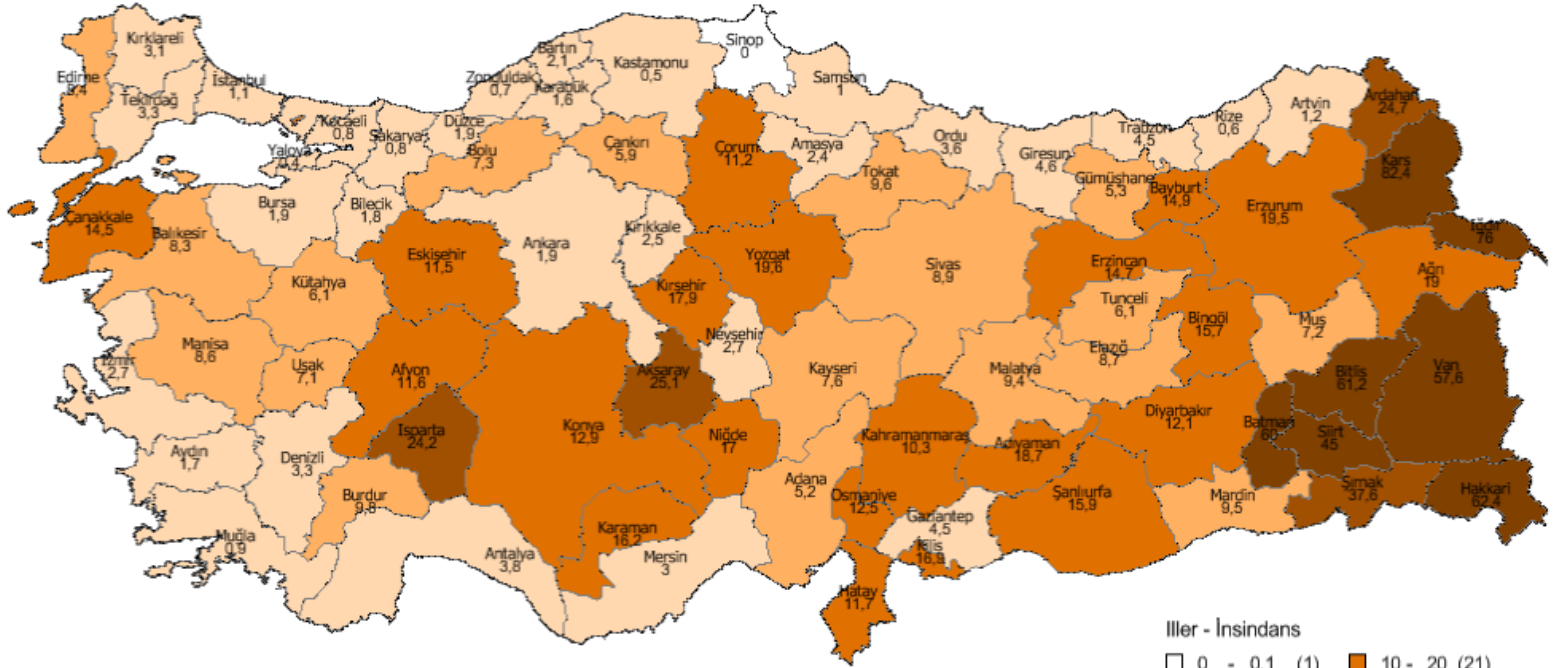 Kırklareli
3,1
Edirne
Tekirdağ
3,3
İstanbul
1,1
Kocaeli
0,8
Yalova
0,4
Sakarya
0,8
Düzce
1,9
Bolu
7,3
Zonguldak
0,7
Bartın
2,1
Karabük
1,6
Kastamonu
0,5
Sinop
0
Çankırı
5,9
Çorum
11,2
Samsun
1
Amasya
2,4
Tokat
9,6
Ordu
3,6
Giresun
4,6
Gümüşhane
5,3
Trabzon
4,5
Bayburt
14,9
Rize
0,6
Artvin
1,2
Ardahan
24,7
Kars
82,4
Iğdır
76
Erzurum
19,5
Ağrı
19
Çanakkale
14,5
Balıkesir
8,3
Bursa
1,9
Bilecik
1,8
Kütahya
6,1
Eskişehir
11,5
Ankara
1,9
Kırıkkale
2,5
Kırşehir
17,9
Yozgat
19,6
Sivas
8,9
Erzincan
14,7
Tunceli
6,1
Bingöl
15,7
Muş
7,2
Elazığ
8,7
Malatya
9,4
Manisa
8,6
Uşak
7,1
İzmir
2,7
Afyon
11,6
Isparta
24,2
Konya
12,9
Aksaray
25,1
Nevşehir
2,7
Niğde
17
Kayseri
7,6
Kahramanmaraş
10,3
Adıyaman
18,7
Diyarbakır
12,1
Batman
60
Bitlis
61,2
Siirt
45
Van
57,6
Şırnak
37,6
Hakkari
62,4
Mardin
9,5
Şanlıurfa
15,9
Gaziantep
4,5
Kilis
16,9
Osmaniye
12,5
Hatay
11,7
Adana
5,2
Mersin
3
Karaman
16,2
Antalya
3,8
Burdur
9,8
Denizli
3,3
Aydın
1,7
Muğla
0,9
Iller - İnsindans
0 - 0,1 (1) 10 - 20 (21)